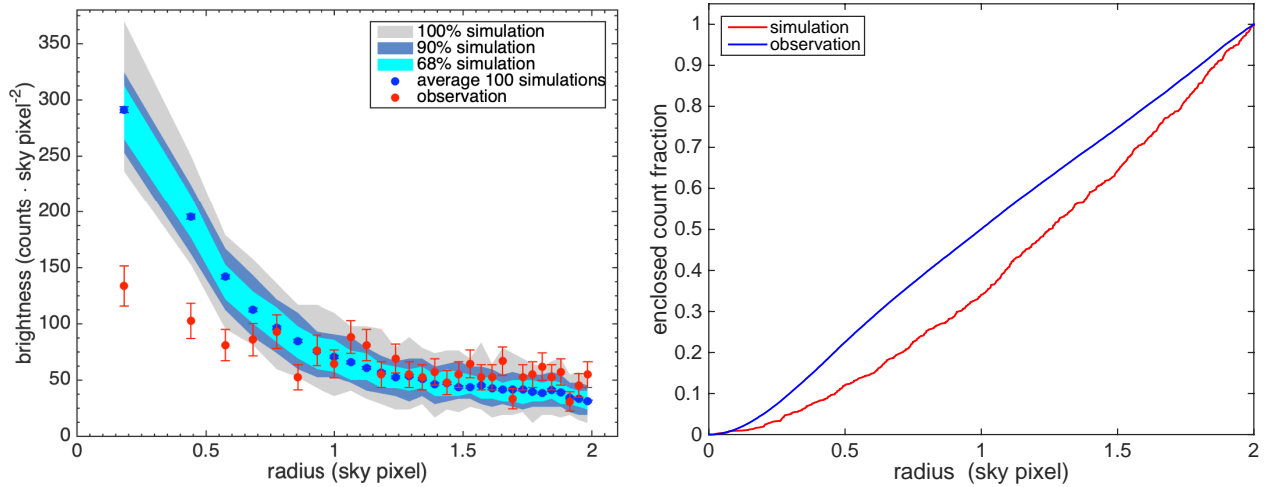 350
300
250
200
150
100
50
0
brightness (counts · sky pixel-2)
100% simulation
90% simulation
68% simulation
average 100 simulations
observation
0 0.5 1 1.5 2
radius (sky pixel)
1
0.9
0.8
0.7
0.6
0.5
0.4
0.3
0.2
0.1
0
enclosed count fraction
simulation
observation
0 0.5 1 1.5 2
radius (sky pixel)